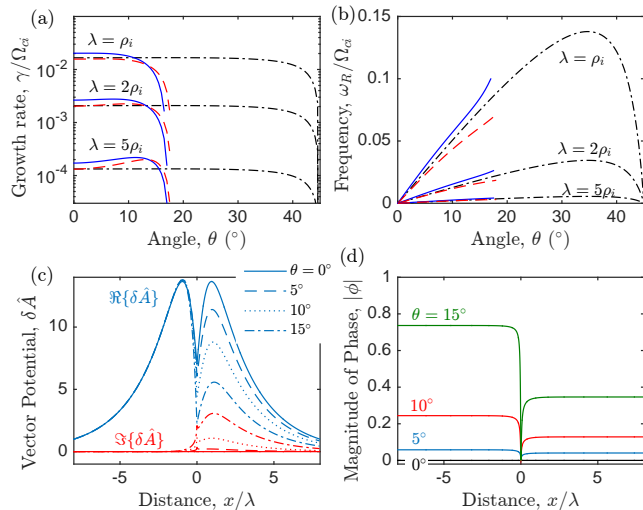 (a)
Growth rate, γ/Ω_ci
10^-2
10^-3
10^-4
λ = ρ_i
λ = 2ρ_i
λ = 5ρ_i
0 10 20 30 40
Angle, θ (°)
(b)
Frequency, ω_R/Ω_ci
0.15
0.1
0.05
0
λ = ρ_i
λ = 2ρ_i
λ = 5ρ_i
0 10 20 30 40
Angle, θ (°)
(c)
Vector Potential, δÂ
10
5
0
ℜ{δÂ}
ℑ{δÂ}
θ = 0°
5°
10°
15°
-5 0 5
Distance, x/λ
(d)
Magnitude of Phase, |ϕ|
1
0.8
0.6
0.4
0.2
0
θ = 15°
10°
5°
0°
-5 0 5
Distance, x/λ